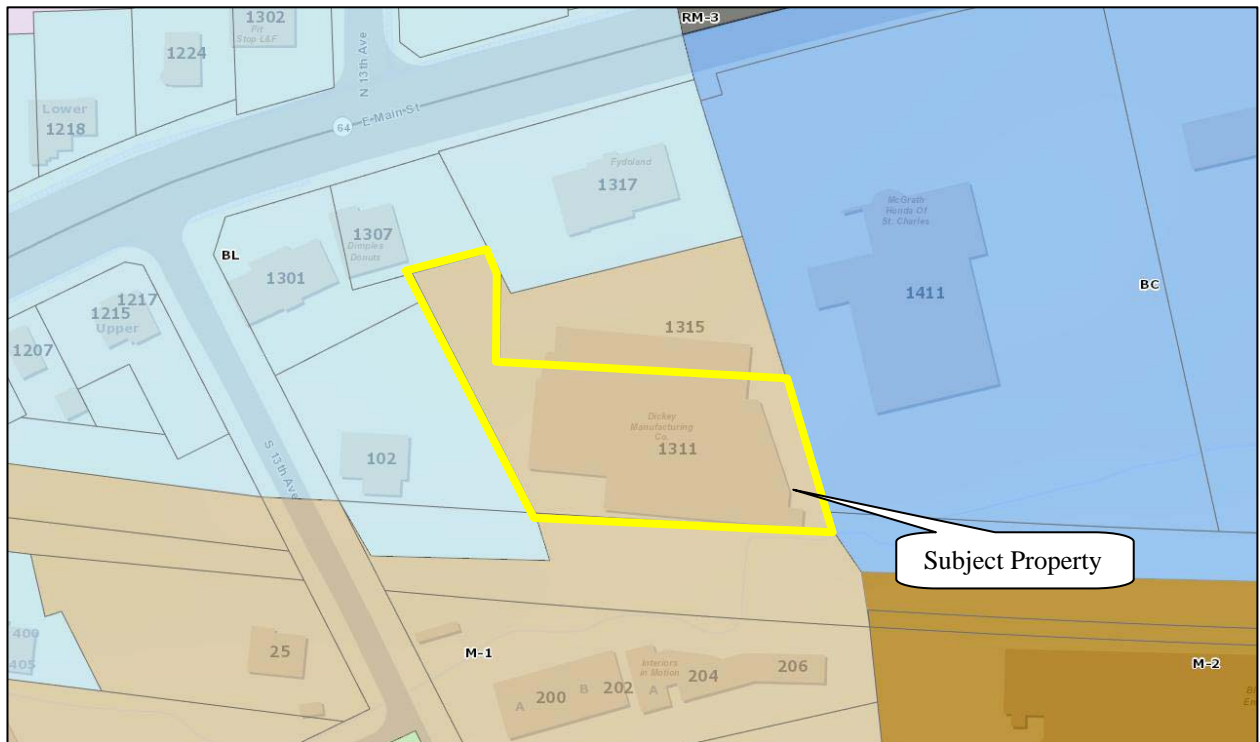 RM-3
1302
Pit
Stop L&F
1224
N 13th Ave
Lower
1218
64
E Main St
Fydoland
1317
McGrath
Honda Of
St. Charles
1307
Dimples
Donuts
BL
1301
1411
BC
1217
1215
Upper
1315
1207
Dickey
Manufacturing
Co.
1311
S 13th Ave
102
Subject Property
400
405
25
M-1
Interiors
in Motion
204
206
M-2
A
200
B
202
A